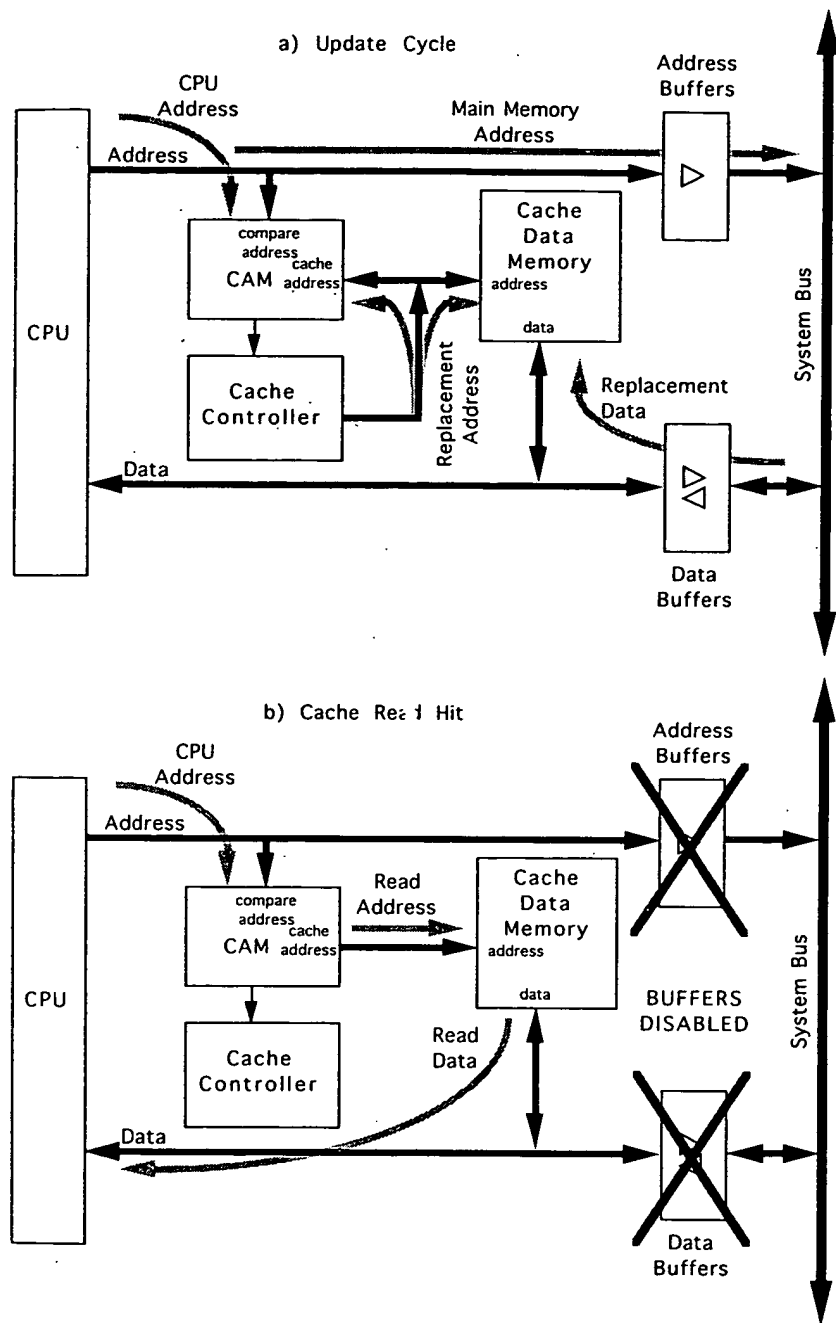 a) Update Cycle
CPU
Address
Address
Buffers
Main Memory
Address
Address
Cache
Data
Memory
compare
address
cache
address
CAM
address
data
CPU
System Bus
Cache
Controller
Replacement
Address
Replacement
Data
Data
Data
Buffers
b) Cache Read Hit
CPU
Address
Address
Buffers
Address
Cache
Data
Memory
Read
Address
compare
address
cache
address
CAM
address
data
CPU
BUFFERS
DISABLED
System Bus
Cache
Controller
Read
Data
Data
Data
Buffers